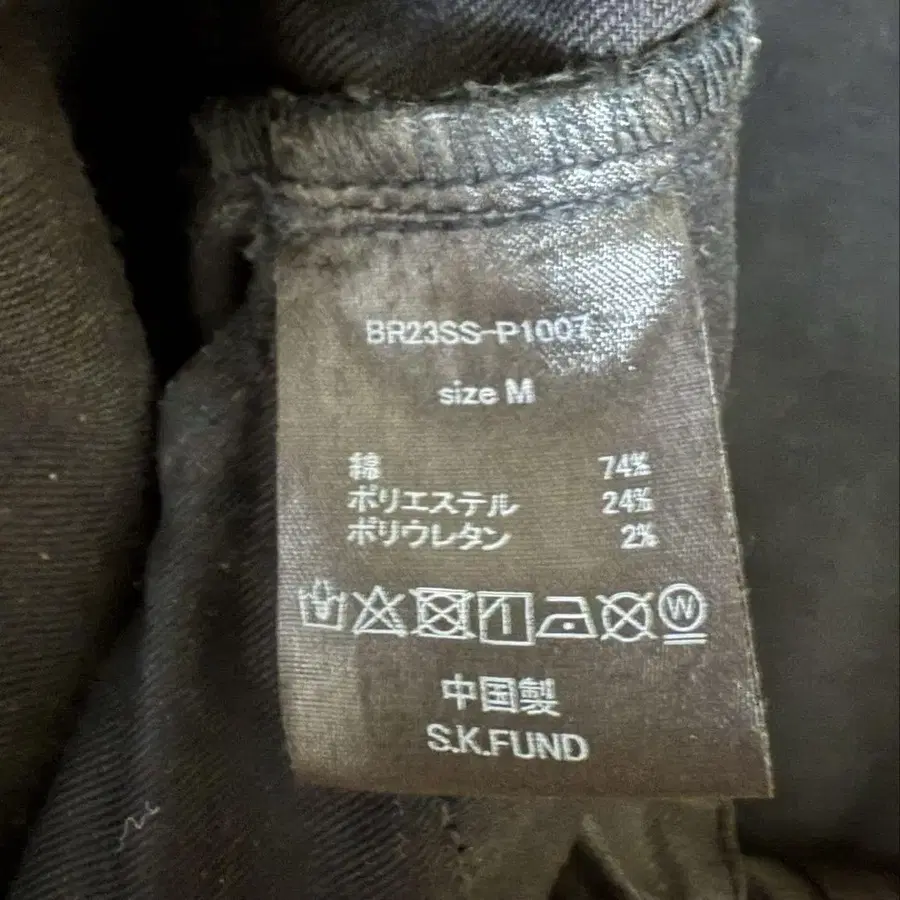 BR23SS-P1007
size M
綿 74%
ポリエステル 24%
ポリウレタン 2%
W
中国製
S.K.FUND